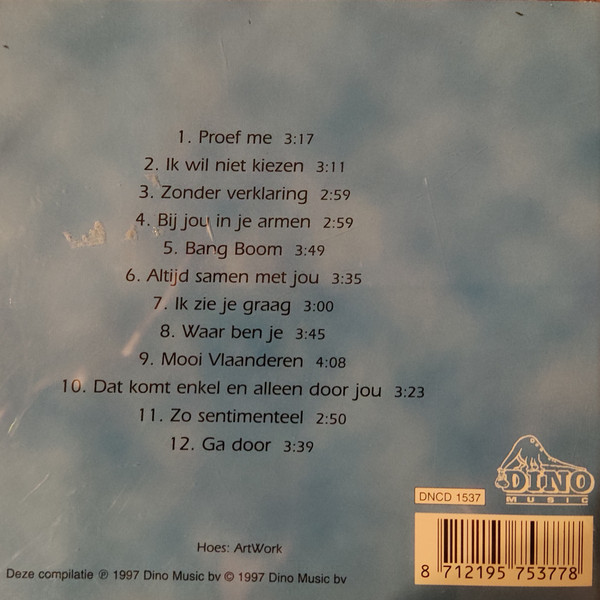 1. Proef me 3:17
2. Ik wil niet kiezen 3:11
3. Zonder verklaring 2:59
4. Bij jou in je armen 2:59
5. Bang Boom 3:49
6. Altijd samen met jou 3:35
7. Ik zie je graag 3:00
8. Waar ben je 3:45
9. Mooi Vlaanderen 4:08
10. Dat komt enkel en alleen door jou 3:23
11. Zo sentimenteel 2:50
12. Ga door 3:39
DINO
MUSIC
DNCD 1537
Hoes: ArtWork
Deze compilatie ℗ 1997 Dino Music bv © 1997 Dino Music bv
8 712195 753778